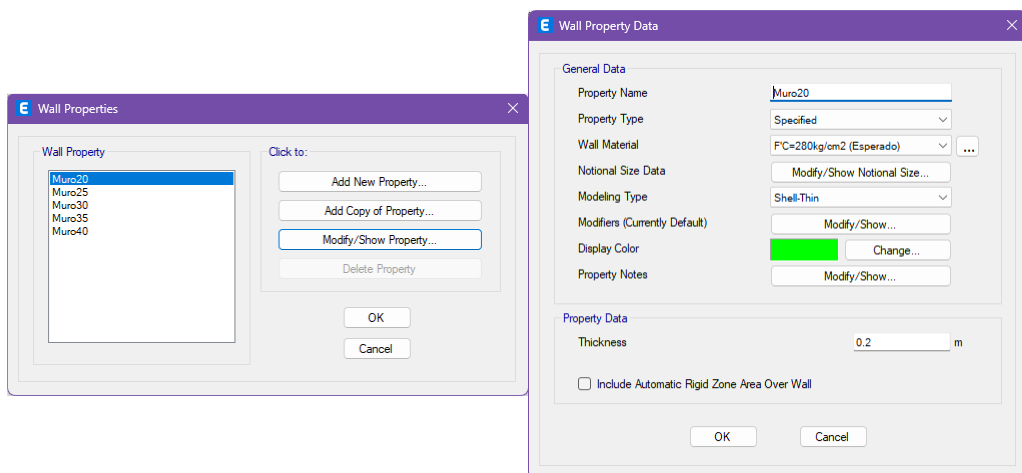 E Wall Properties
Wall Property
Muro20
Muro25
Muro30
Muro35
Muro40
Click to:
Add New Property...
Add Copy of Property...
Modify/Show Property...
Delete Property
OK
Cancel
E Wall Property Data
General Data
Property Name Muro20
Property Type Specified
Wall Material F'C=280kg/cm2 (Esperado) ...
Notional Size Data Modify/Show Notional Size...
Modeling Type Shell-Thin
Modifiers (Currently Default) Modify/Show...
Display Color Change...
Property Notes Modify/Show...
Property Data
Thickness 0.2 m
Include Automatic Rigid Zone Area Over Wall
OK Cancel